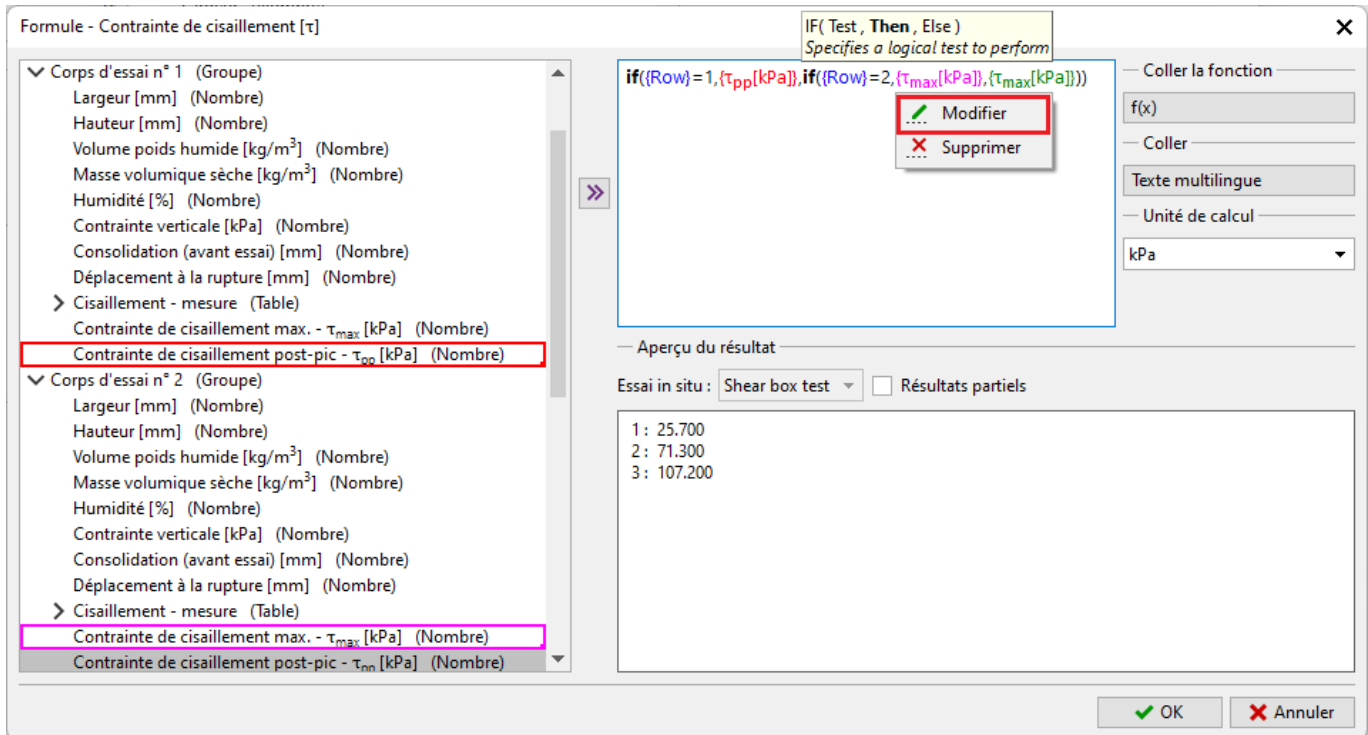 Formule - Contrainte de cisaillement [τ]
IF( Test , Then , Else )
Specifies a logical test to perform
Corps d'essai n° 1 (Groupe)
Largeur [mm] (Nombre)
Hauteur [mm] (Nombre)
Volume poids humide [kg/m³] (Nombre)
Masse volumique sèche [kg/m³] (Nombre)
Humidité [%] (Nombre)
Contrainte verticale [kPa] (Nombre)
Consolidation (avant essai) [mm] (Nombre)
Déplacement à la rupture [mm] (Nombre)
Cisaillement - mesure (Table)
Contrainte de cisaillement max. - τmax [kPa] (Nombre)
Contrainte de cisaillement post-pic - τpp [kPa] (Nombre)
Corps d'essai n° 2 (Groupe)
Largeur [mm] (Nombre)
Hauteur [mm] (Nombre)
Volume poids humide [kg/m³] (Nombre)
Masse volumique sèche [kg/m³] (Nombre)
Humidité [%] (Nombre)
Contrainte verticale [kPa] (Nombre)
Consolidation (avant essai) [mm] (Nombre)
Déplacement à la rupture [mm] (Nombre)
Cisaillement - mesure (Table)
Contrainte de cisaillement max. - τmax [kPa] (Nombre)
Contrainte de cisaillement post-pic - τpp [kPa] (Nombre)
if({Row}=1,{τpp[kPa]},if({Row}=2,{τmax[kPa]},{τmax[kPa]}))
Modifier
Supprimer
Coller la fonction
f(x)
Coller
Texte multilingue
Unité de calcul
kPa
Aperçu du résultat
Essai in situ : Shear box test Résultats partiels
1 : 25.700
2 : 71.300
3 : 107.200
OK
Annuler